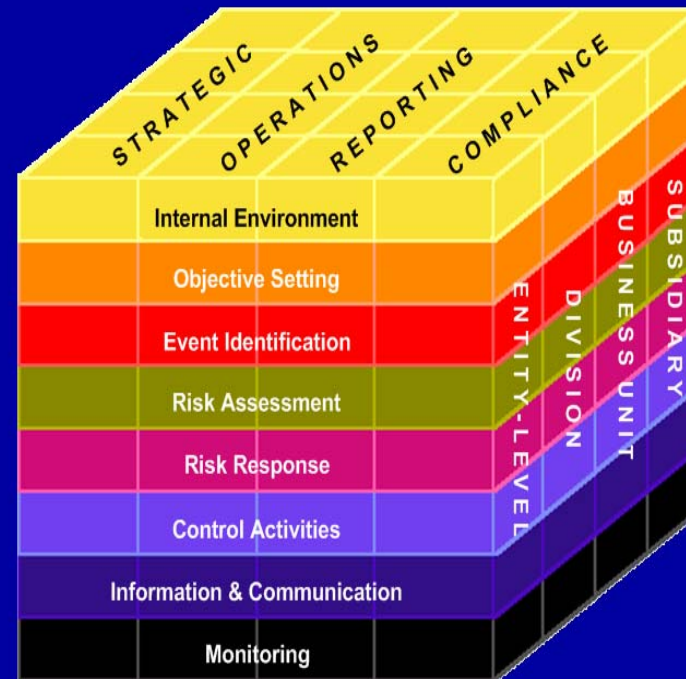 STRATEGIC
OPERATIONS
REPORTING
COMPLIANCE
Internal Environment
Objective Setting
Event Identification
Risk Assessment
Risk Response
Control Activities
Information & Communication
Monitoring
ENTITY-LEVEL
DIVISION
BUSINESS UNIT
SUBSIDIARY